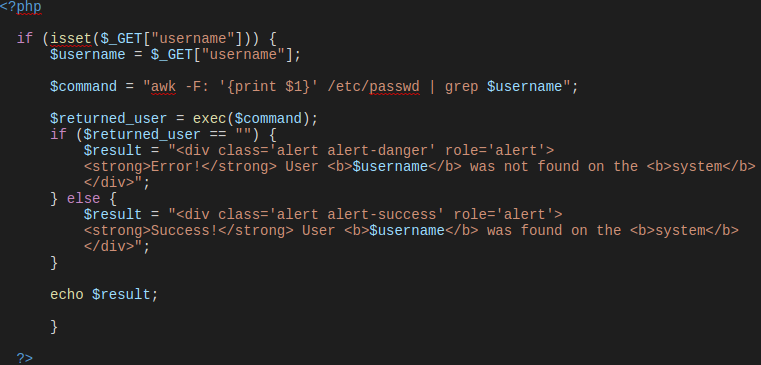 <?php
if (isset($_GET["username"])) {
$username = $_GET["username"];
$command = "awk -F: '{print $1}' /etc/passwd | grep $username";
$returned_user = exec($command);
if ($returned_user == "") {
$result = "<div class='alert alert-danger' role='alert'>
<strong>Error!</strong> User <b>$username</b> was not found on the <b>system</b>
</div>";
} else {
$result = "<div class='alert alert-success' role='alert'>
<strong>Success!</strong> User <b>$username</b> was found on the <b>system</b>
</div>";
}
echo $result;
}
?>